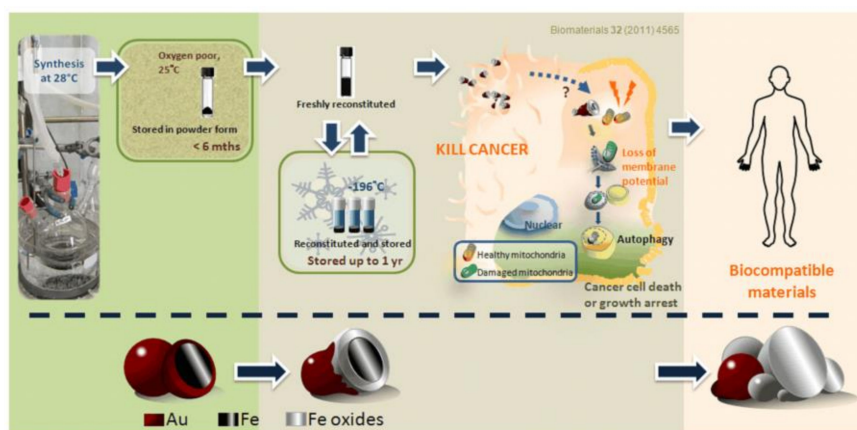 Biomaterials 32 (2011) 4565
Synthesis
at 28°C
Oxygen poor,
25°C
Stored in powder form
< 6 mths
Freshly reconstituted
-196°C
Reconstituted and stored
Stored up to 1 yr
?
KILL CANCER
Loss of
membrane
potential
Nuclear
Autophagy
Healthy mitochondria
Damaged mitochondria
Cancer cell death
or growth arrest
Biocompatible
materials
Au
Fe
Fe oxides